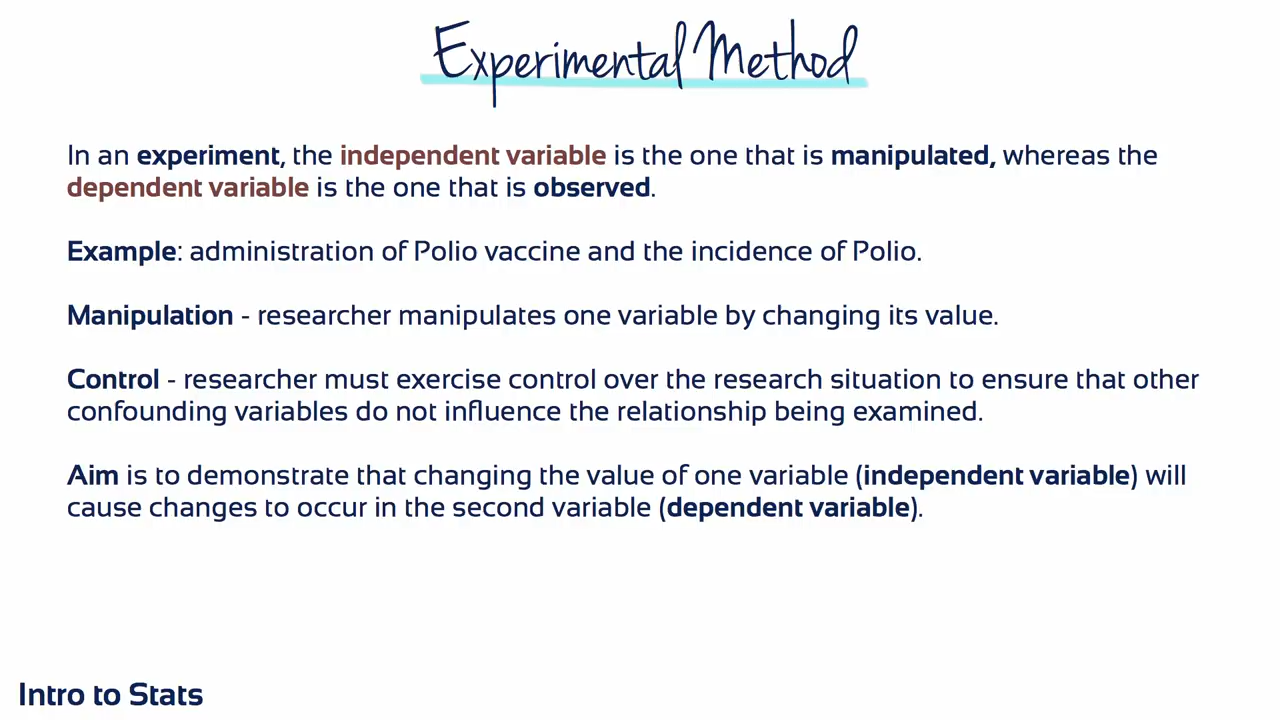 Experimental Method
In an experiment, the independent variable is the one that is manipulated, whereas the
dependent variable is the one that is observed.
Example: administration of Polio vaccine and the incidence of Polio.
Manipulation - researcher manipulates one variable by changing its value.
Control - researcher must exercise control over the research situation to ensure that other
confounding variables do not influence the relationship being examined.
Aim is to demonstrate that changing the value of one variable (independent variable) will
cause changes to occur in the second variable (dependent variable).
Intro to Stats